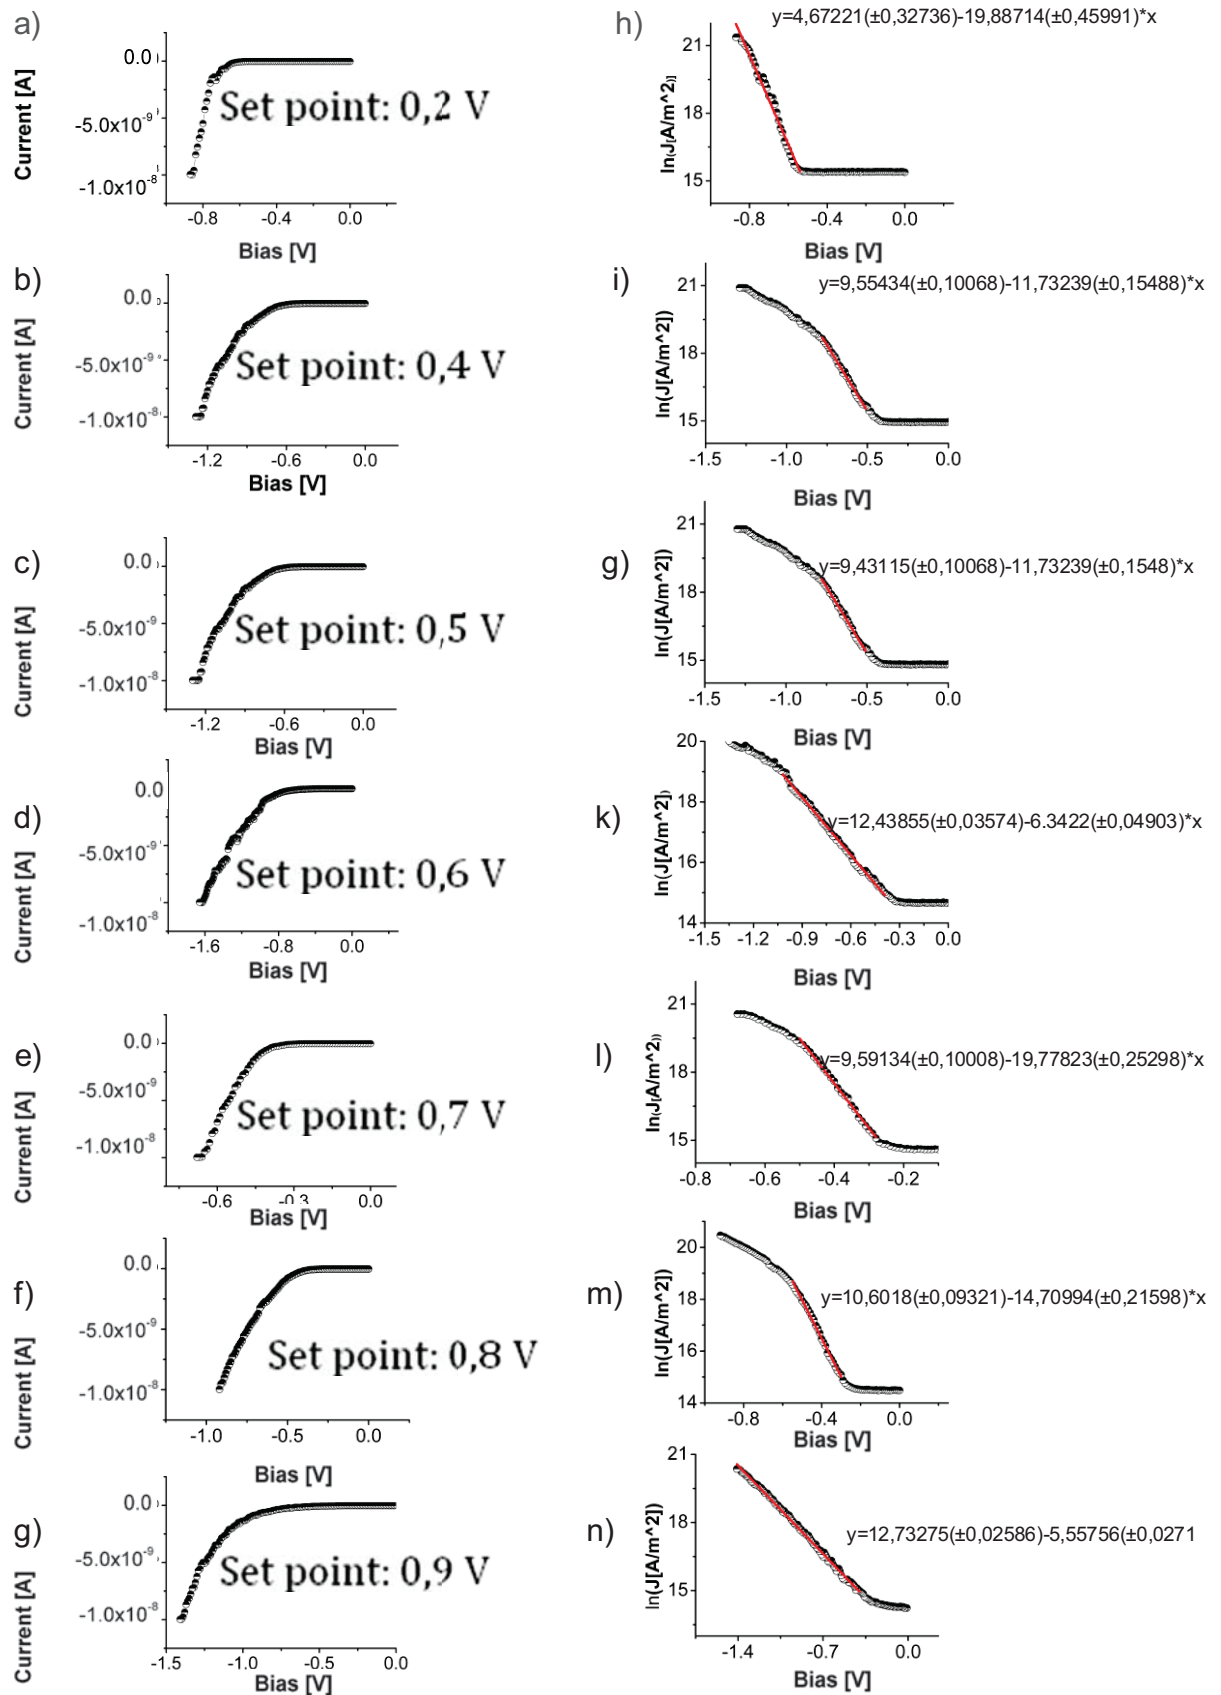 a)
Current [A]
0.0
-5.0x10-9
-1.0x10-8
Set point: 0,2 V
-0.8 -0.4 0.0
Bias [V]
h)
y=4,67221(±0,32736)-19,88714(±0,45991)*x
ln(J[A/m^2)]
21
18
15
-0.8 -0.4 0.0
Bias [V]
b)
Current [A]
0.0
-5.0x10-9
-1.0x10-8
Set point: 0,4 V
-1.2 -0.6 0.0
Bias [V]
i)
y=9,55434(±0,10068)-11,73239(±0,15488)*x
ln(J[A/m^2])
21
18
15
-1.5 -1.0 -0.5 0.0
Bias [V]
c)
Current [A]
0.0
-5.0x10-9
-1.0x10-8
Set point: 0,5 V
-1.2 -0.6 0.0
Bias [V]
g)
y=9,43115(±0,10068)-11,73239(±0,1548)*x
ln(J[A/m^2])
21
18
15
-1.5 -1.0 -0.5 0.0
Bias [V]
d)
Current [A]
0.0
-5.0x10-9
-1.0x10-8
Set point: 0,6 V
-1.6 -0.8 0.0
Bias [V]
k)
y=12,43855(±0,03574)-6.3422(±0,04903)*x
ln(J[A/m^2])
20
18
16
14
-1.5 -1.2 -0.9 -0.6 -0.3 0.0
Bias [V]
e)
Current [A]
0.0
-5.0x10-9
-1.0x10-8
Set point: 0,7 V
-0.6 -0.3 0.0
Bias [V]
l)
y=9,59134(±0,10008)-19,77823(±0,25298)*x
ln(J[A/m^2))
21
18
15
-0.8 -0.6 -0.4 -0.2
Bias [V]
f)
Current [A]
0.0
-5.0x10-9
-1.0x10-8
Set point: 0,8 V
-1.0 -0.5 0.0
Bias [V]
m)
y=10,6018(±0,09321)-14,70994(±0,21598)*x
ln(J[A/m^2])
20
18
16
14
-0.8 -0.4 0.0
Bias [V]
g)
Current [A]
0.0
-5.0x10-9
-1.0x10-8
Set point: 0,9 V
-1.5 -1.0 -0.5 0.0
Bias [V]
n)
y=12,73275(±0,02586)-5,55756(±0,0271
ln(J[A/m^2])
21
18
15
-1.4 -0.7 0.0
Bias [V]